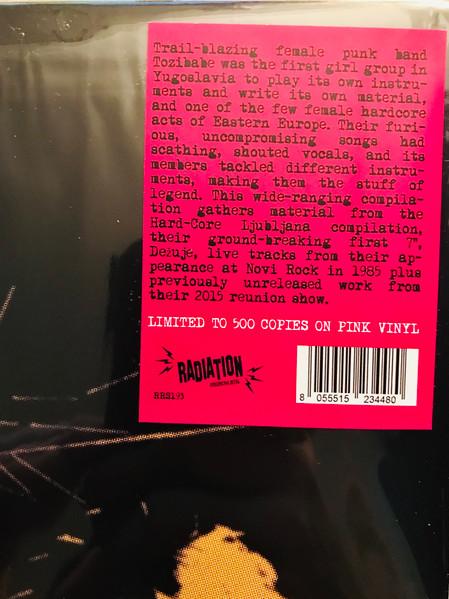 Trail-blazing female punk band
Tozibabe was the first girl group in
Yugoslavia to play its own instru-
ments and write its own material,
and one of the few female hardcore
acts of Eastern Europe. Their furi-
ous, uncompromising songs had
scathing, shouted vocals, and its
members tackled different instru-
ments, making them the stuff of
legend. This wide-ranging compila-
tion gathers material from the
Hard-Core Ljubljana compilation,
their ground-breaking first 7",
Dežuje, live tracks from their ap-
pearance at Novi Rock in 1985 plus
previously unreleased work from
their 2015 reunion show.
LIMITED TO 500 COPIES ON PINK VINYL
RADIATION
RRS193
8 055515 234480